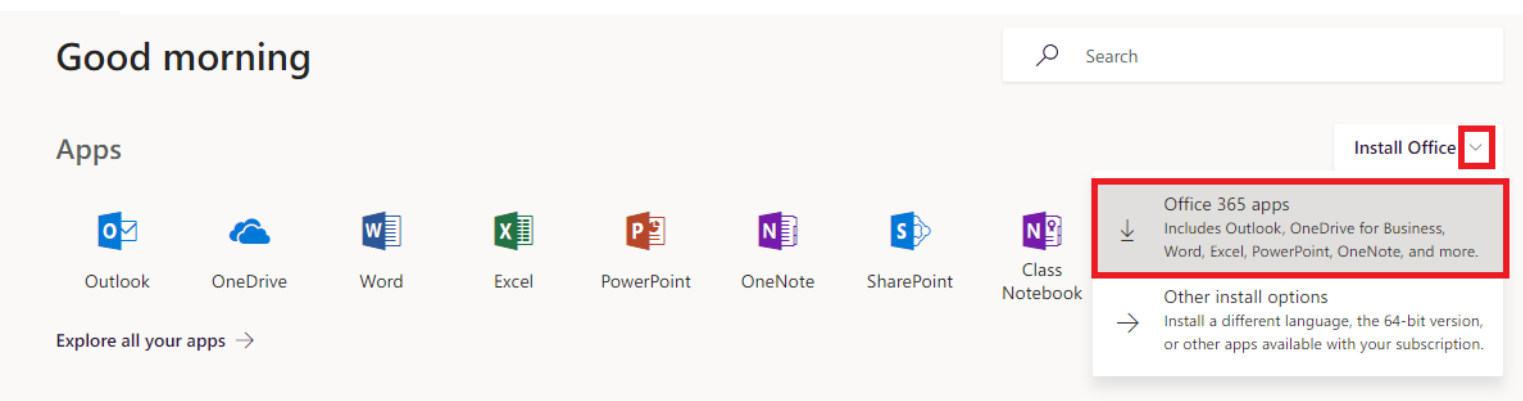 Good morning
Search
Apps
Install Office
Outlook
OneDrive
Word
Excel
PowerPoint
OneNote
SharePoint
Class
Notebook
Office 365 apps
Includes Outlook, OneDrive for Business,
Word, Excel, PowerPoint, OneNote, and more.
Other install options
Install a different language, the 64-bit version,
or other apps available with your subscription.
Explore all your apps